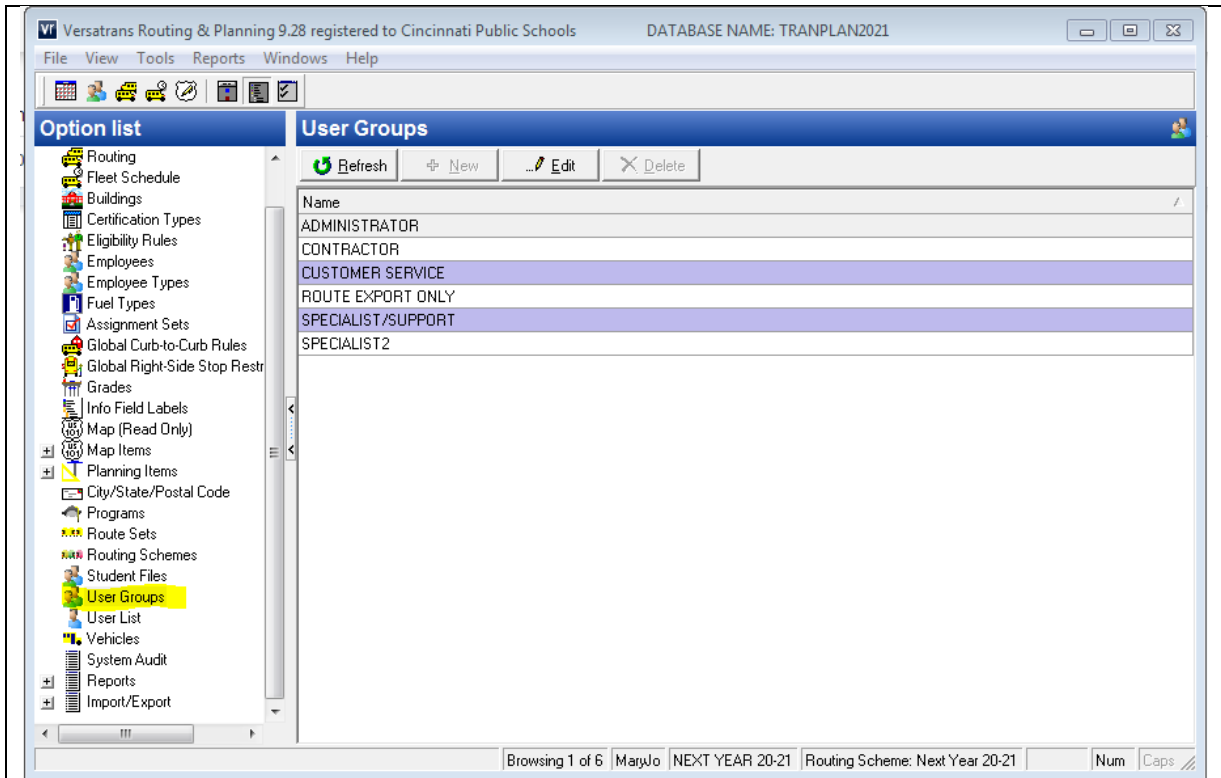 Vr Versatrans Routing & Planning 9.28 registered to Cincinnati Public Schools DATABASE NAME: TRANPLAN2021
File View Tools Reports Windows Help
Option list
Routing
Fleet Schedule
Buildings
Certification Types
Eligibility Rules
Employees
Employee Types
Fuel Types
Assignment Sets
Global Curb-to-Curb Rules
Global Right-Side Stop Restr
Grades
Info Field Labels
Map (Read Only)
Map Items
Planning Items
City/State/Postal Code
Programs
Route Sets
Routing Schemes
Student Files
User Groups
User List
Vehicles
System Audit
Reports
Import/Export
User Groups
Refresh New ...Edit Delete
Name
ADMINISTRATOR
CONTRACTOR
CUSTOMER SERVICE
ROUTE EXPORT ONLY
SPECIALIST/SUPPORT
SPECIALIST2
Browsing 1 of 6 MaryJo NEXT YEAR 20-21 Routing Scheme: Next Year 20-21 Num Caps